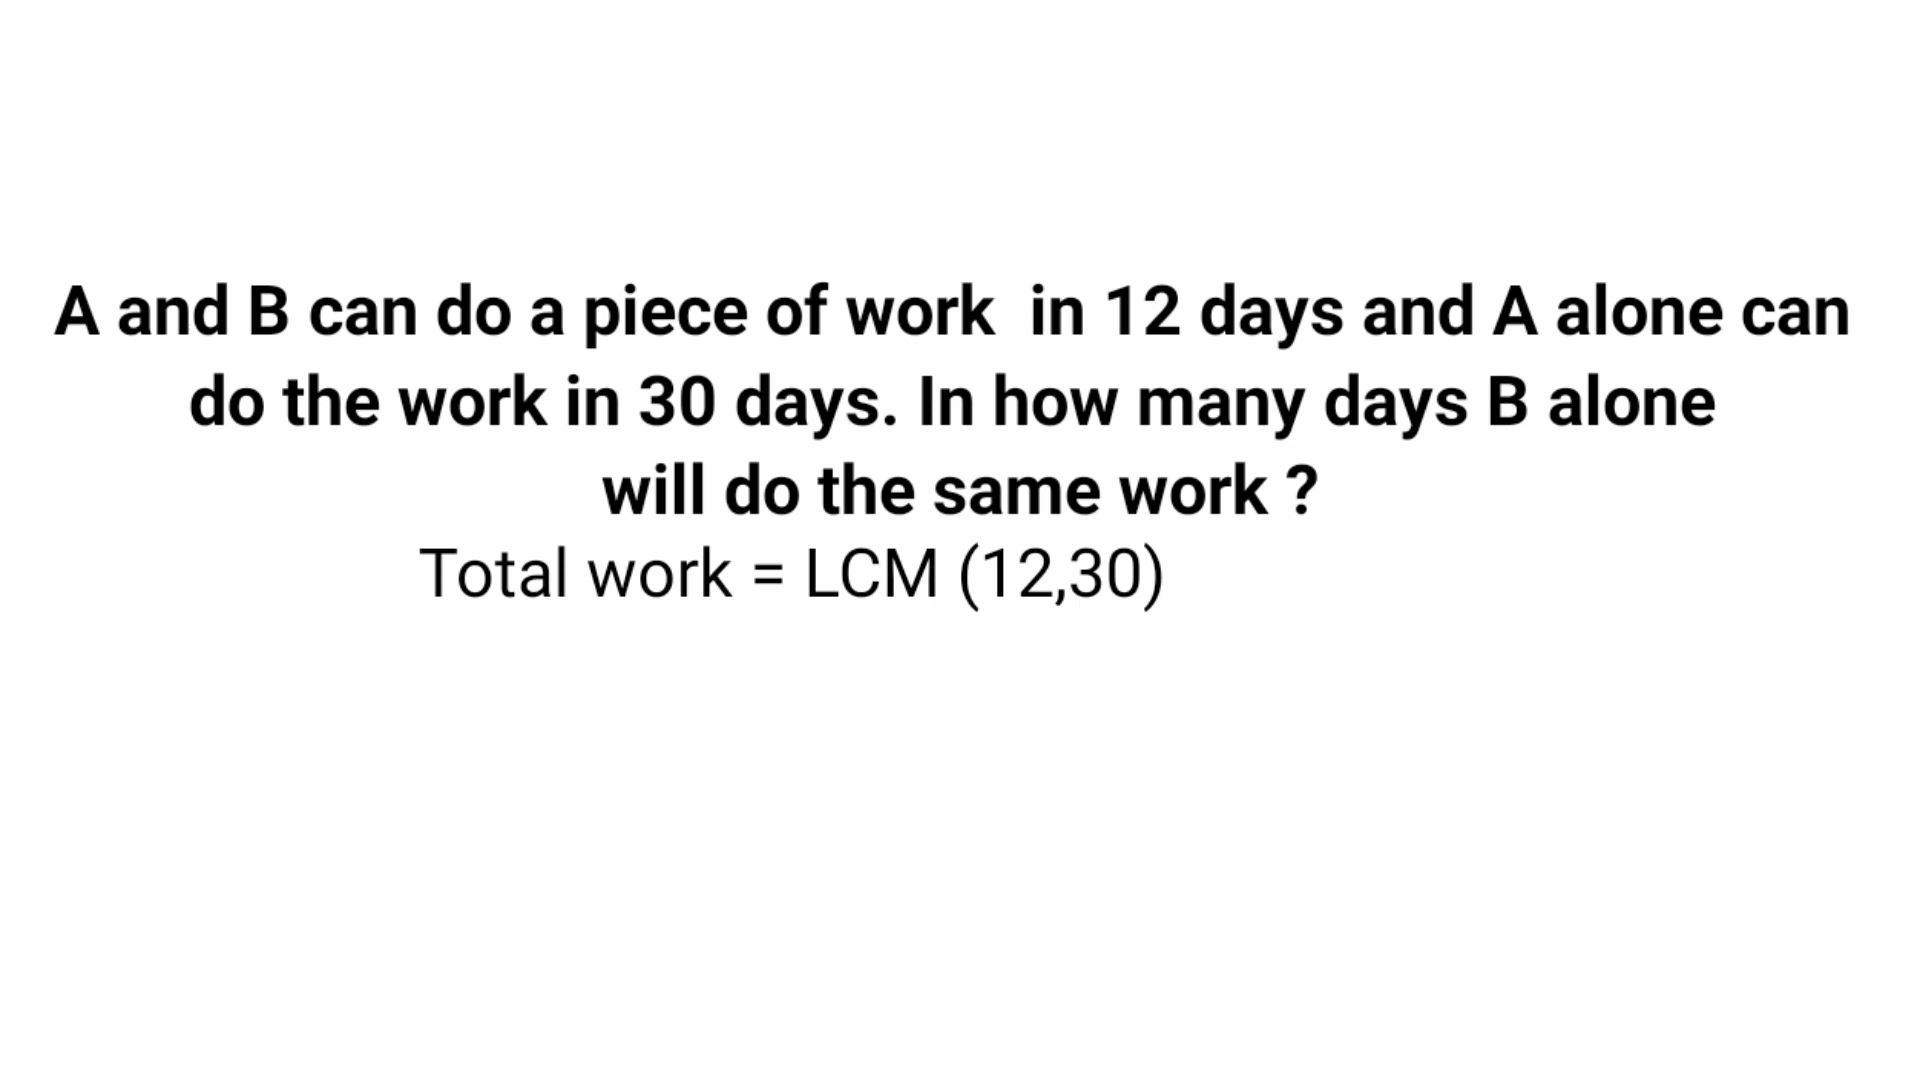 A and B can do a piece of work  in 12 days and A alone can
do the work in 30 days. In how many days B alone
will do the same work ?
Total work = LCM (12,30)